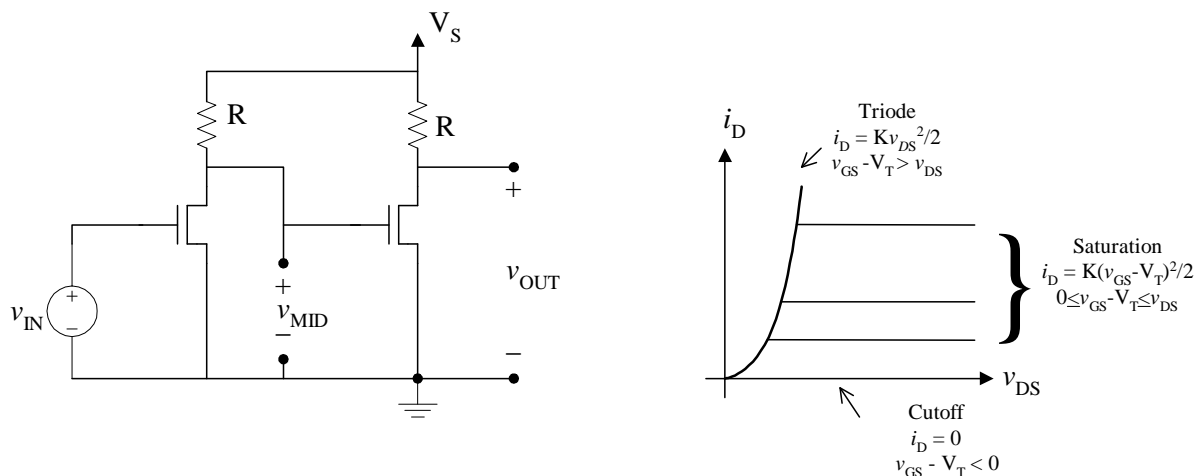 V_S
R
R
+
v_OUT
−
+
v_MID
−
v_IN
+
−
i_D
Triode
i_D = Kv_DS^2/2
v_GS -V_T > v_DS
}
Saturation
i_D = K(v_GS-V_T)^2/2
0≤v_GS-V_T≤v_DS
v_DS
Cutoff
i_D = 0
v_GS - V_T < 0